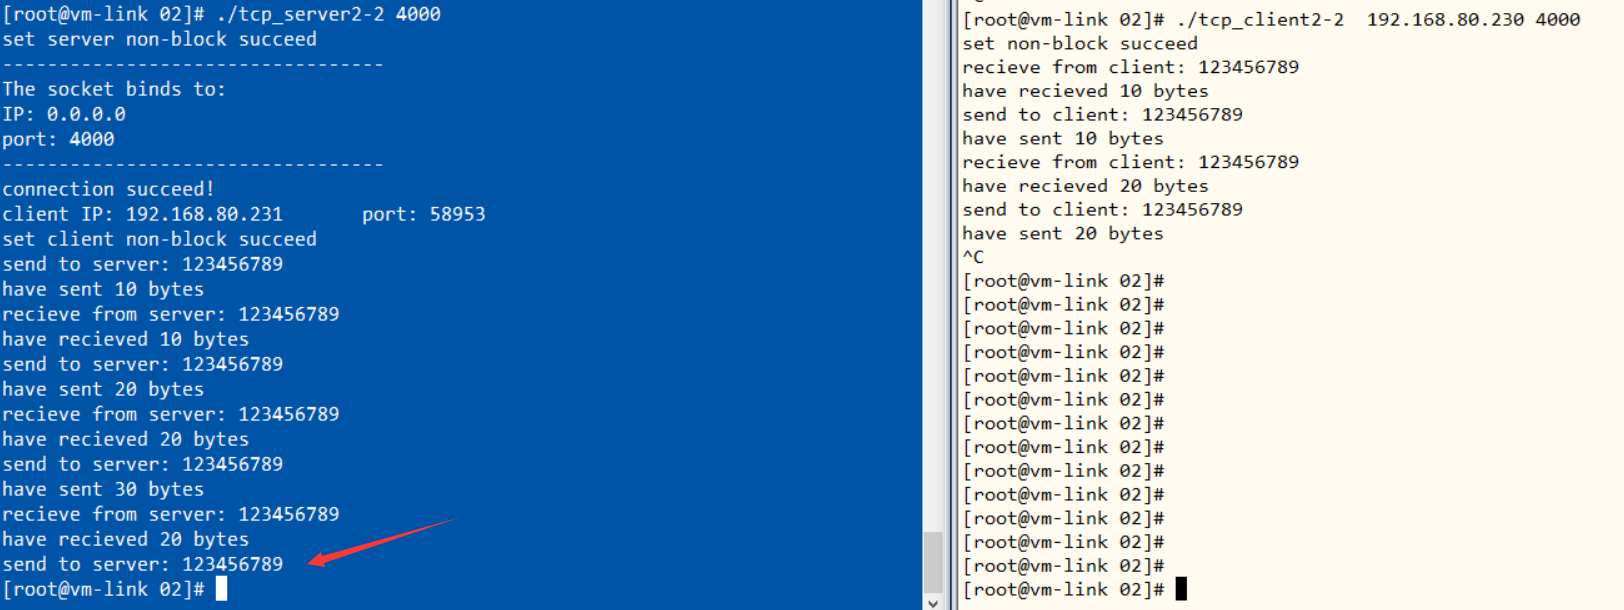 [root@vm-link 02]# ./tcp_server2-2 4000
set server non-block succeed
----------------------------------
The socket binds to:
IP: 0.0.0.0
port: 4000
----------------------------------
connection succeed!
client IP: 192.168.80.231       port: 58953
set client non-block succeed
send to server: 123456789
have sent 10 bytes
recieve from server: 123456789
have recieved 10 bytes
send to server: 123456789
have sent 20 bytes
recieve from server: 123456789
have recieved 20 bytes
send to server: 123456789
have sent 30 bytes
recieve from server: 123456789
have recieved 20 bytes
send to server: 123456789
[root@vm-link 02]#
[root@vm-link 02]# ./tcp_client2-2  192.168.80.230 4000
set non-block succeed
recieve from client: 123456789
have recieved 10 bytes
send to client: 123456789
have sent 10 bytes
recieve from client: 123456789
have recieved 20 bytes
send to client: 123456789
have sent 20 bytes
^C
[root@vm-link 02]#
[root@vm-link 02]#
[root@vm-link 02]#
[root@vm-link 02]#
[root@vm-link 02]#
[root@vm-link 02]#
[root@vm-link 02]#
[root@vm-link 02]#
[root@vm-link 02]#
[root@vm-link 02]#
[root@vm-link 02]#
[root@vm-link 02]#
[root@vm-link 02]#
[root@vm-link 02]#